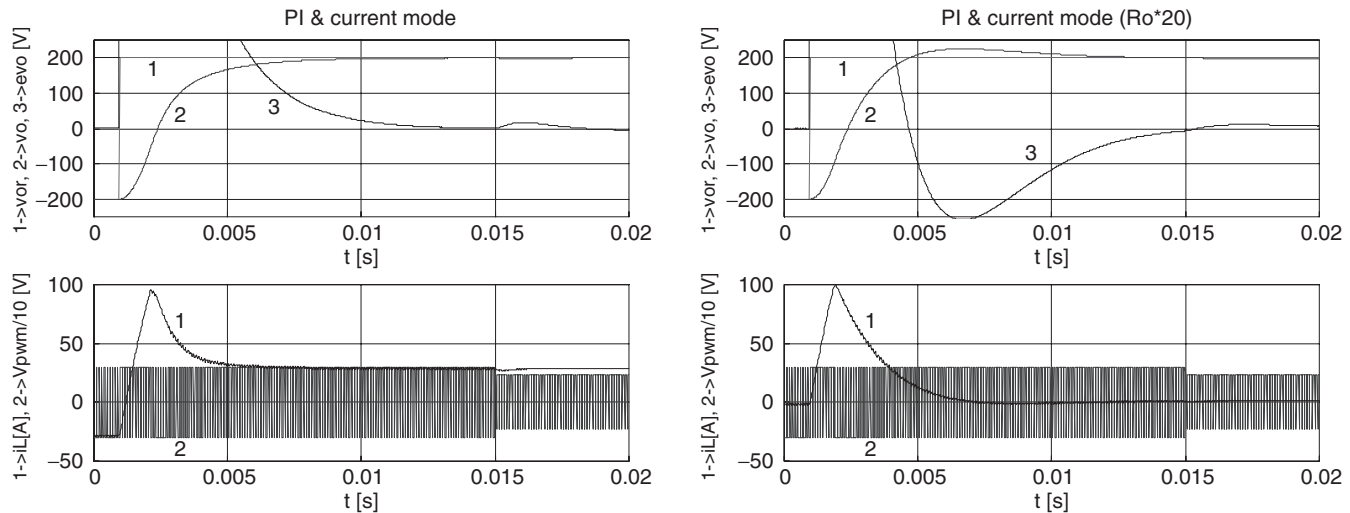 PI & current mode
1->vor, 2->vo, 3->evo [V]
200
100
0
−100
−200
1
2
3
0 0.005 0.01 0.015 0.02
t [s]
PI & current mode (Ro*20)
1->vor, 2->vo, 3->evo [V]
200
100
0
−100
−200
1
2
3
0 0.005 0.01 0.015 0.02
t [s]
1->iL[A], 2->Vpwm/10 [V]
100
50
0
−50
1
2
0 0.005 0.01 0.015 0.02
t [s]
1->iL[A], 2->Vpwm/10 [V]
100
50
0
−50
1
2
0 0.005 0.01 0.015 0.02
t [s]